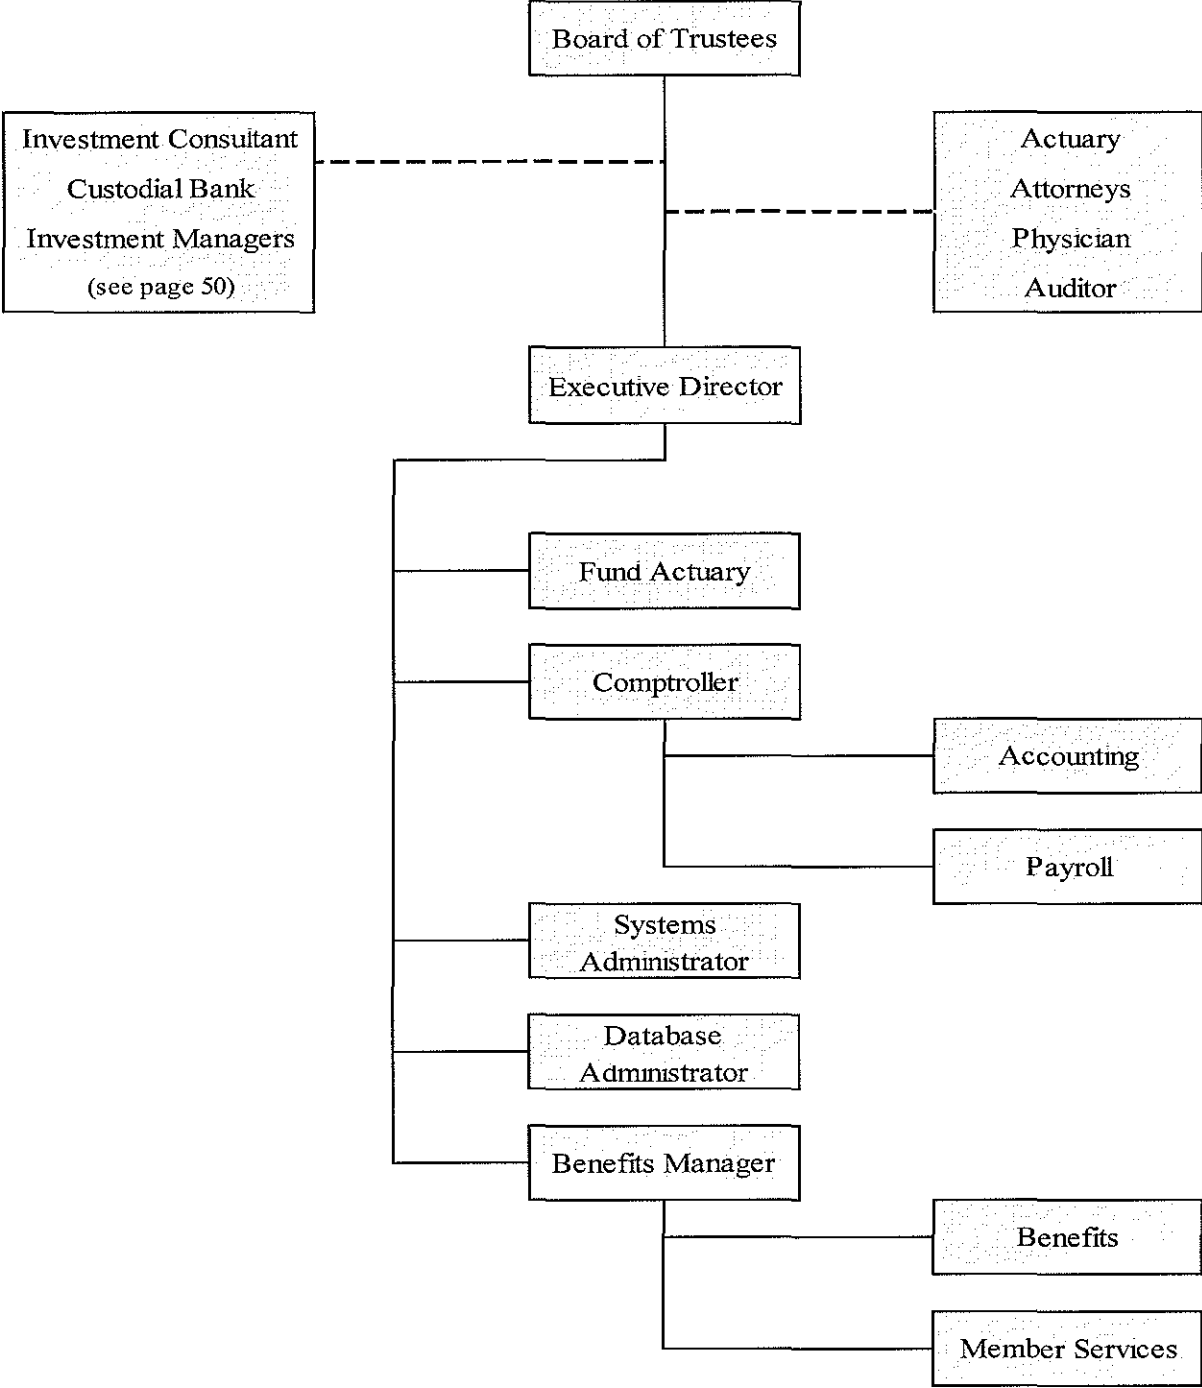 Board of Trustees
Investment Consultant
Custodial Bank
Investment Managers
(see page 50)
Actuary
Attorneys
Physician
Auditor
Executive Director
Fund Actuary
Comptroller
Accounting
Payroll
Systems
Administrator
Database
Administrator
Benefits Manager
Benefits
Member Services